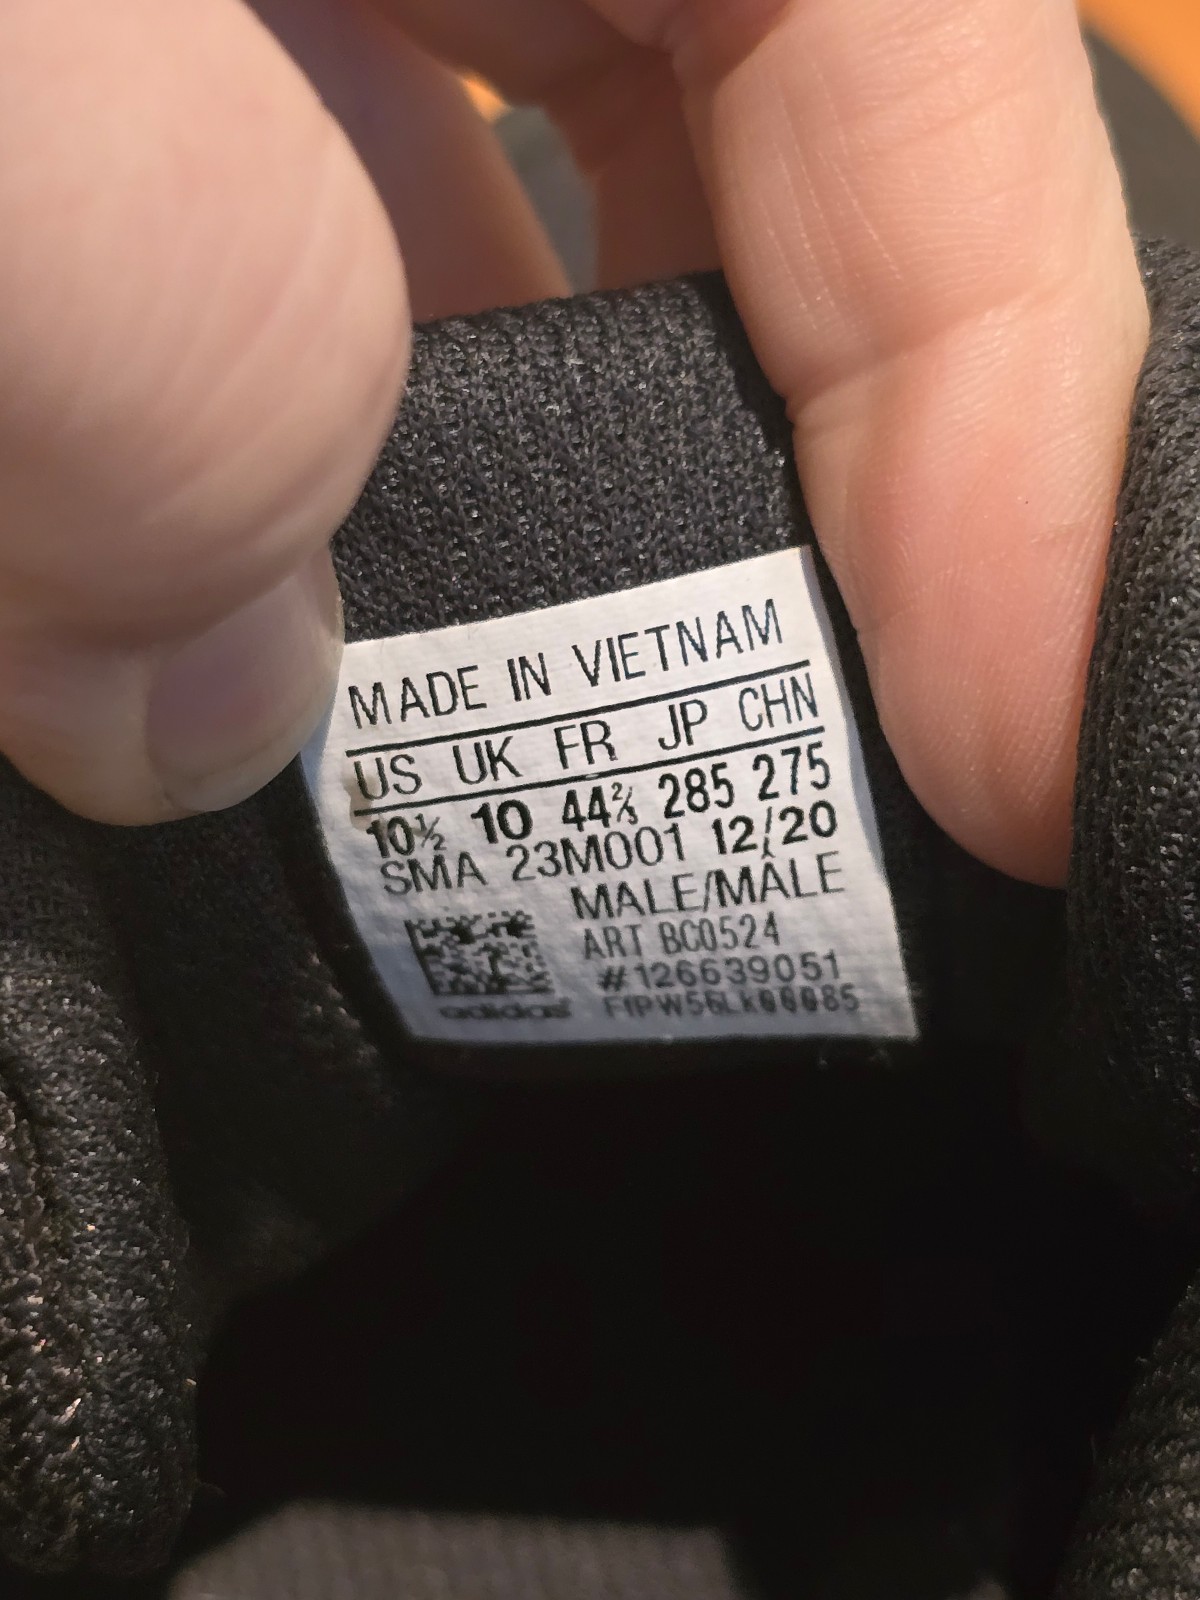 MADE IN VIETNAM
US UK FR JP CHN
10½ 10 44⅔ 285 275
SMA 23M001 12/20
MALE/MÂLE
ART BC0524
#126639051
adidas